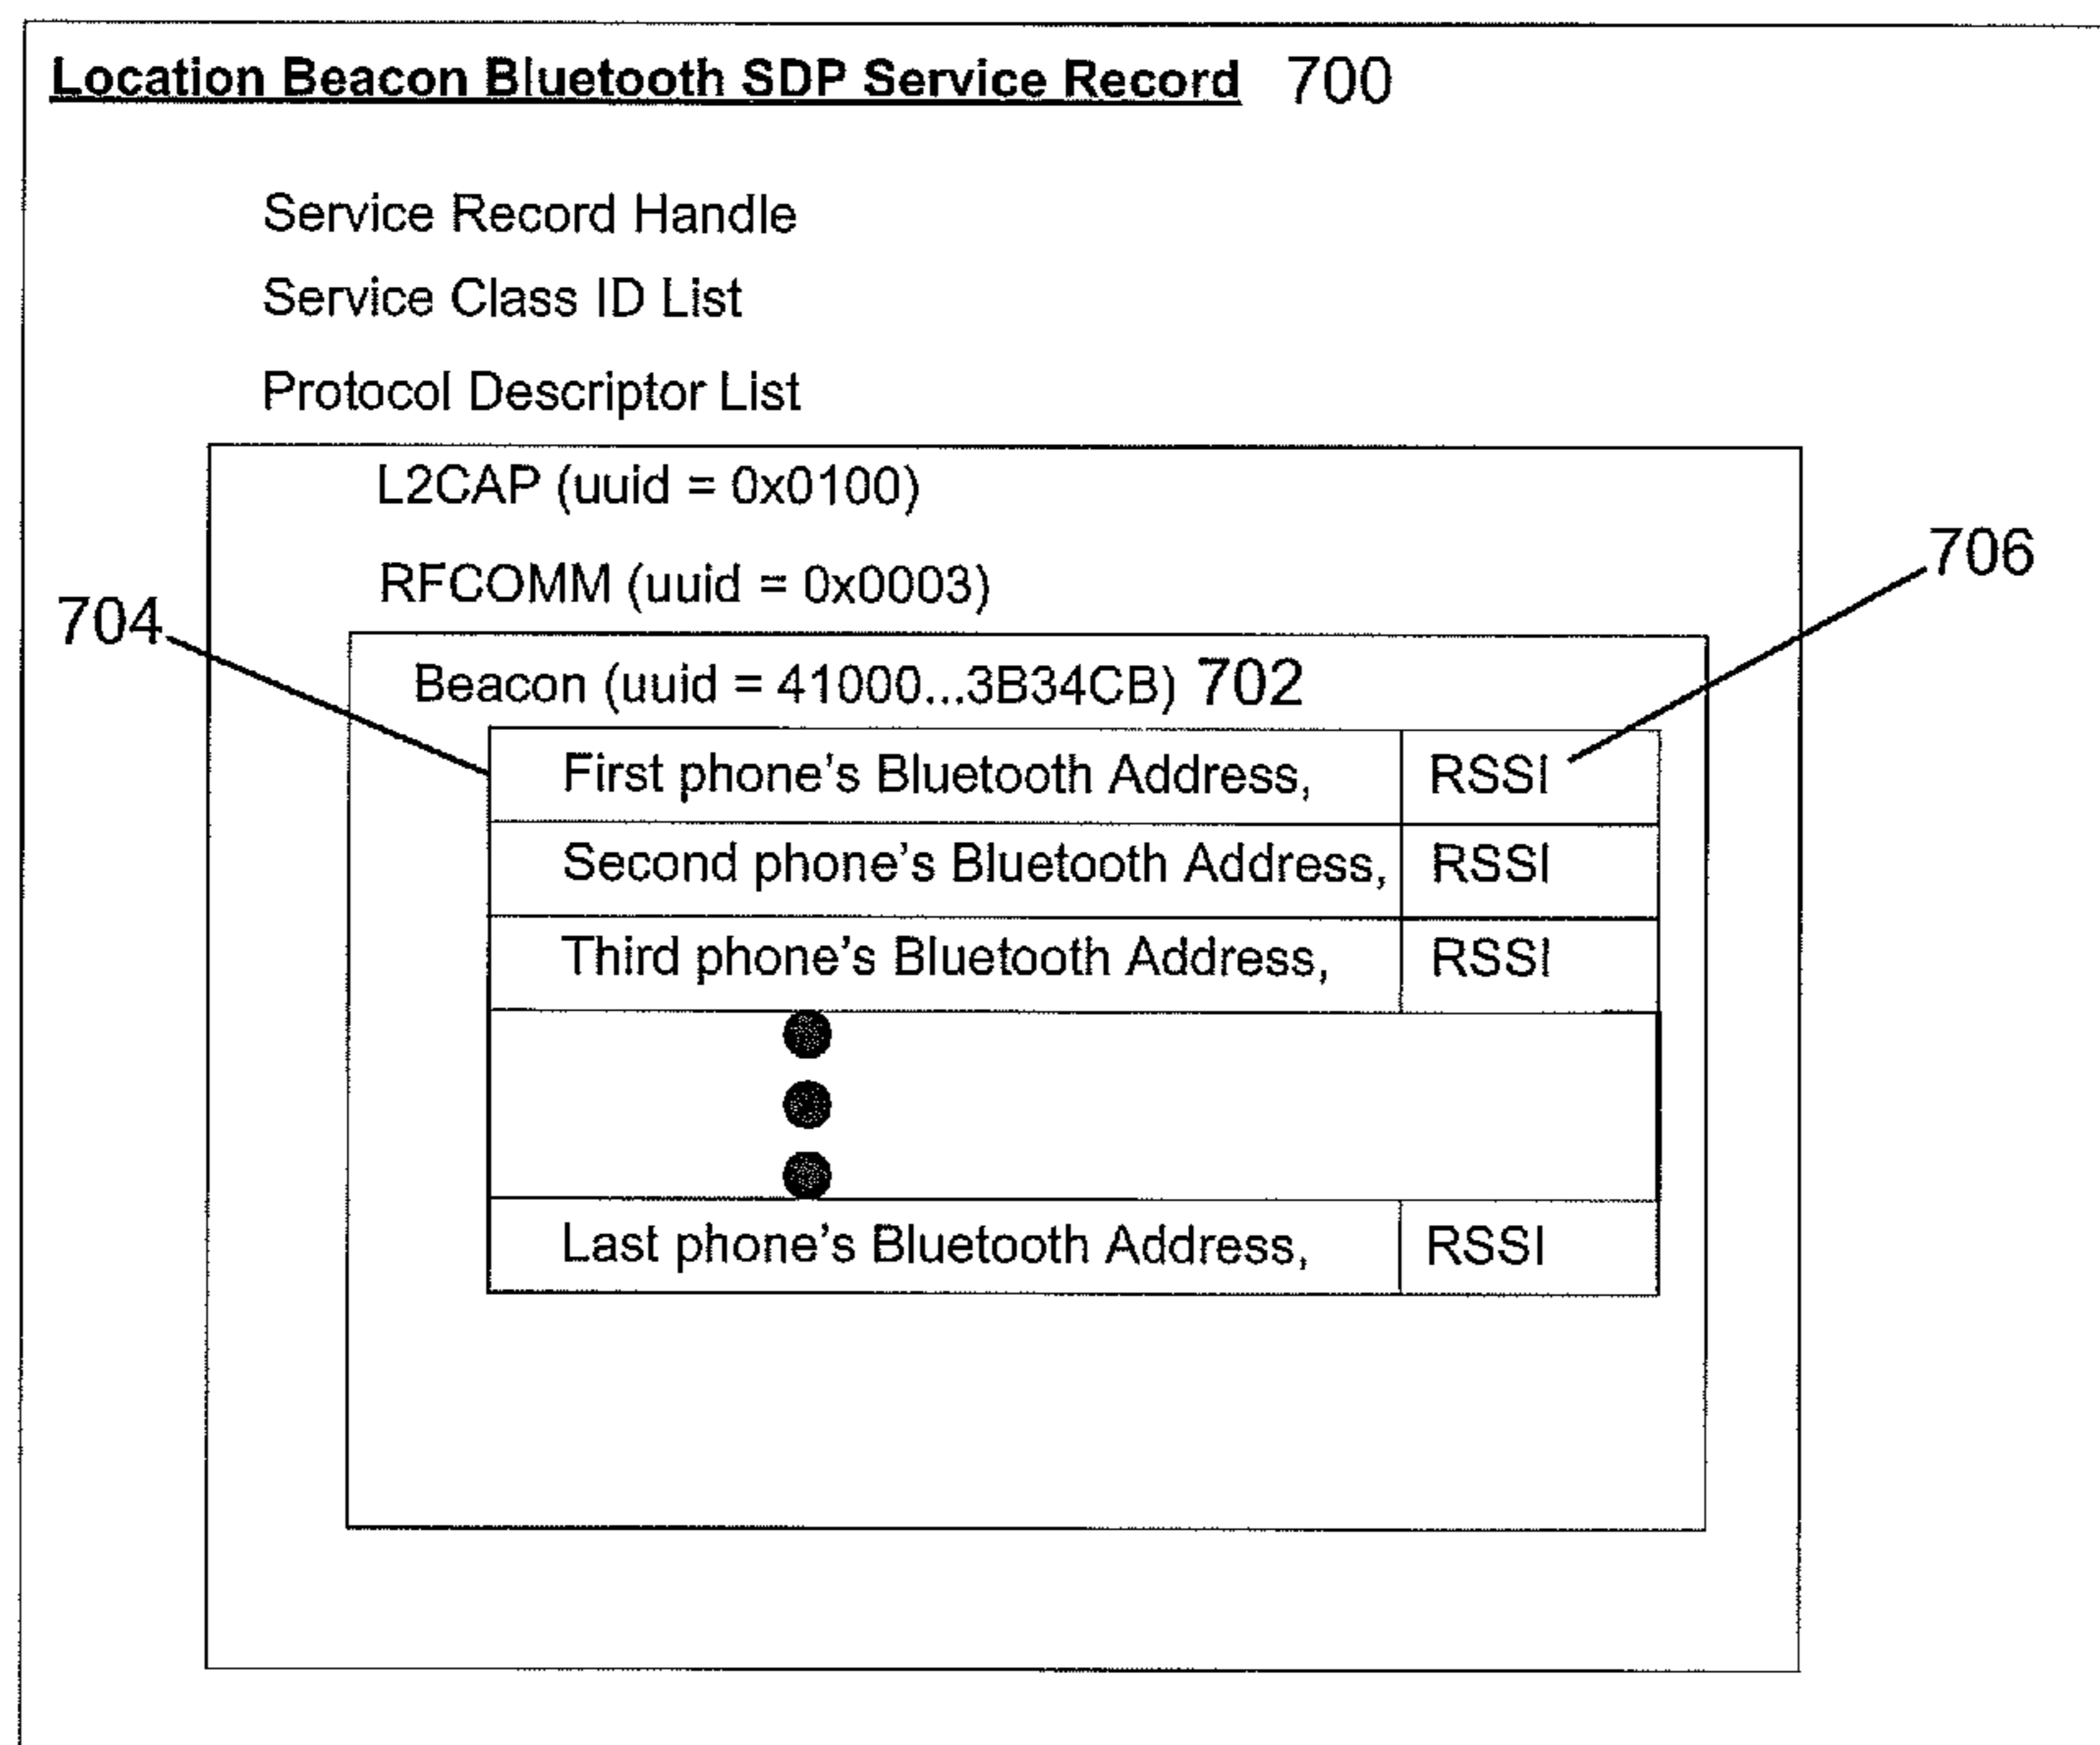 Location Beacon Bluetooth SDP Service Record 700
Service Record Handle
Service Class ID List
Protocol Descriptor List
L2CAP (uuid = 0x0100)
706
RFCOMM (uuid = 0x0003)
704
Beacon (uuid = 41000...3B34CB) 702
First phone's Bluetooth Address, RSSI
Second phone's Bluetooth Address, RSSI
Third phone's Bluetooth Address, RSSI
Last phone's Bluetooth Address, RSSI